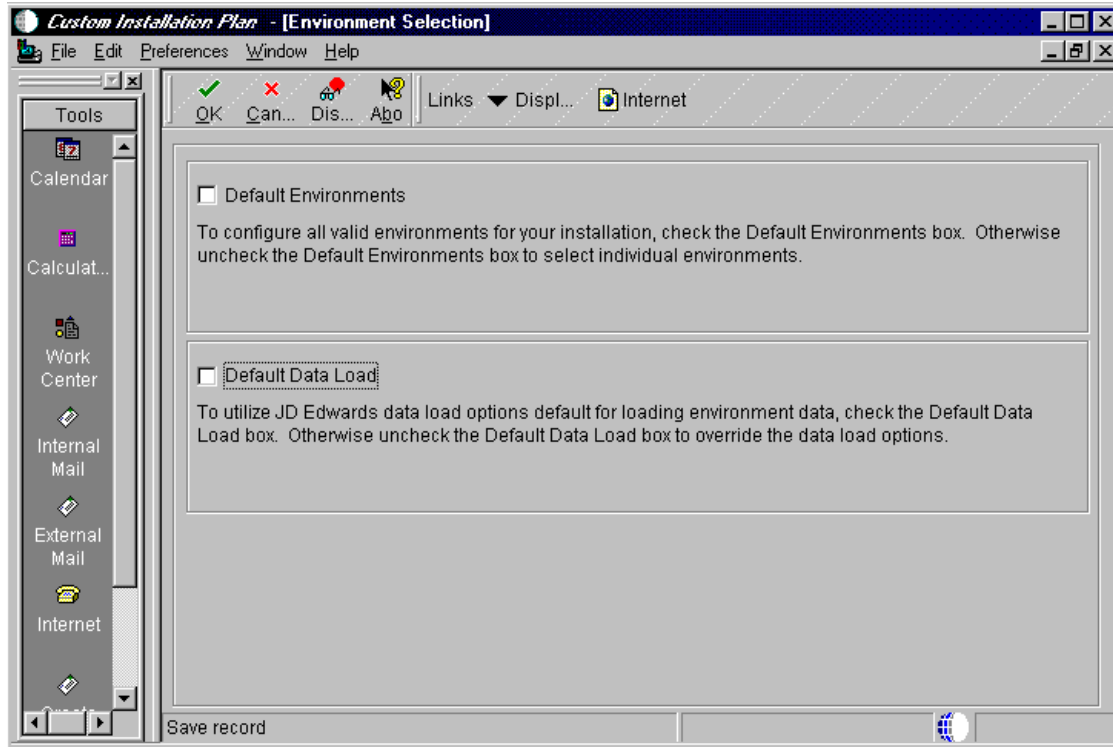 Custom Installation Plan - [Environment Selection]
File Edit Preferences Window Help
Tools
OK Can... Dis... Abo Links Displ... Internet
Calendar
Calculat...
Work
Center
Internal
Mail
External
Mail
Internet
Default Environments
To configure all valid environments for your installation, check the Default Environments box. Otherwise
uncheck the Default Environments box to select individual environments.
Default Data Load
To utilize JD Edwards data load options default for loading environment data, check the Default Data
Load box. Otherwise uncheck the Default Data Load box to override the data load options.
Save record